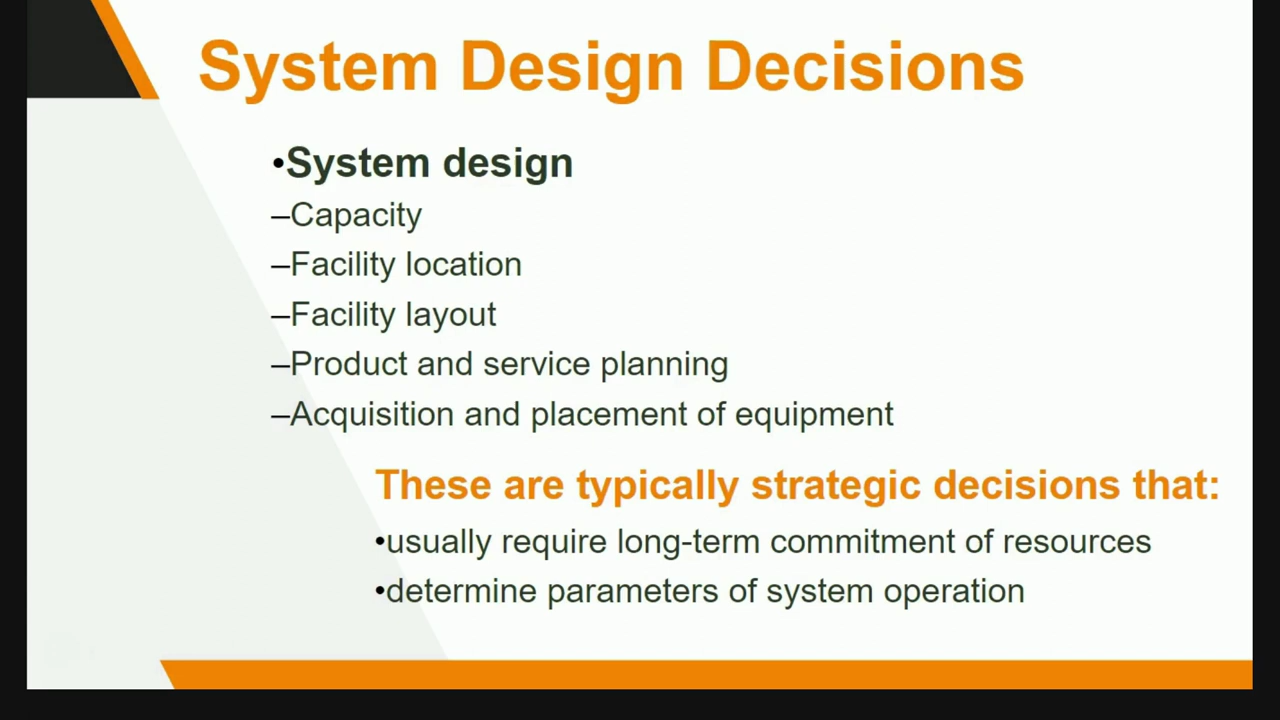 System Design Decisions
•System design
–Capacity
–Facility location
–Facility layout
–Product and service planning
–Acquisition and placement of equipment
These are typically strategic decisions that:
•usually require long-term commitment of resources
•determine parameters of system operation